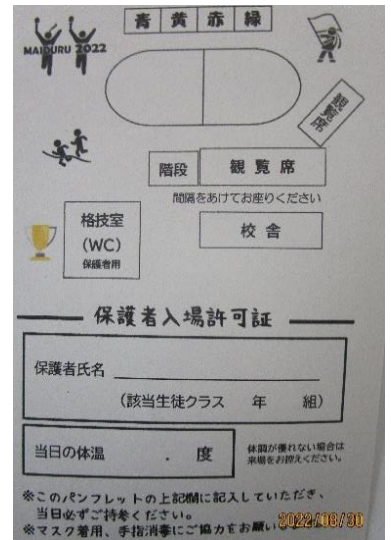 青 黄 赤 緑
MAIDURU 2022
観覧席
階段
観覧席
間隔をあけてお座りください
格技室
(WC)
保護者用
校舎
保護者入場許可証
保護者氏名
(該当生徒クラス 年 組)
当日の体温 . 度
体調が優れない場合は
来場をお控えください。
※このパンフレットの上記欄に記入していただき、
当日必ずご持参ください。
※マスク着用、手指消毒にご協力をお願い
2022/08/30